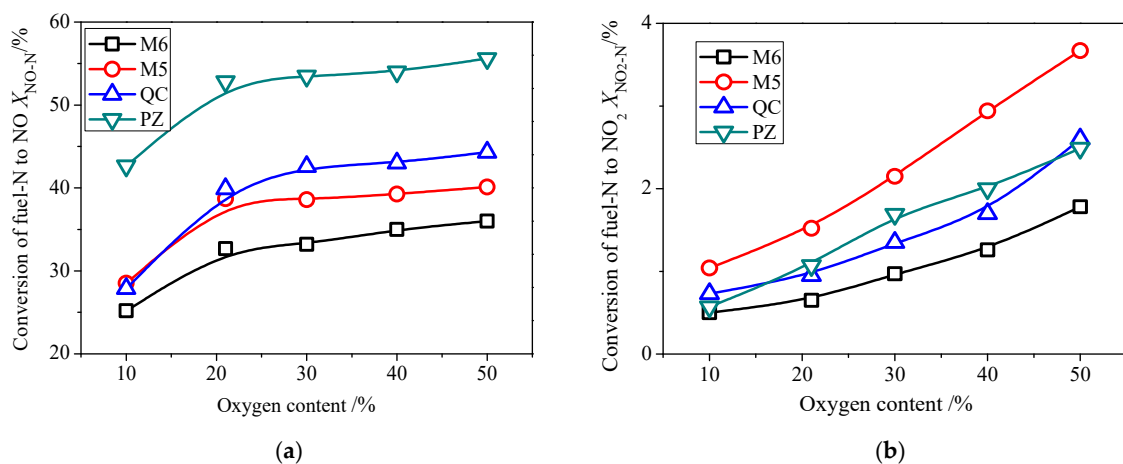 Conversion of fuel-N to NO X_NO-N/%
60
50
40
30
20
M6
M5
QC
PZ
10 20 30 40 50
Oxygen content /%
(a)
Conversion of fuel-N to NO₂ X_NO2-N/%
4
2
0
M6
M5
QC
PZ
10 20 30 40 50
Oxygen content /%
(b)